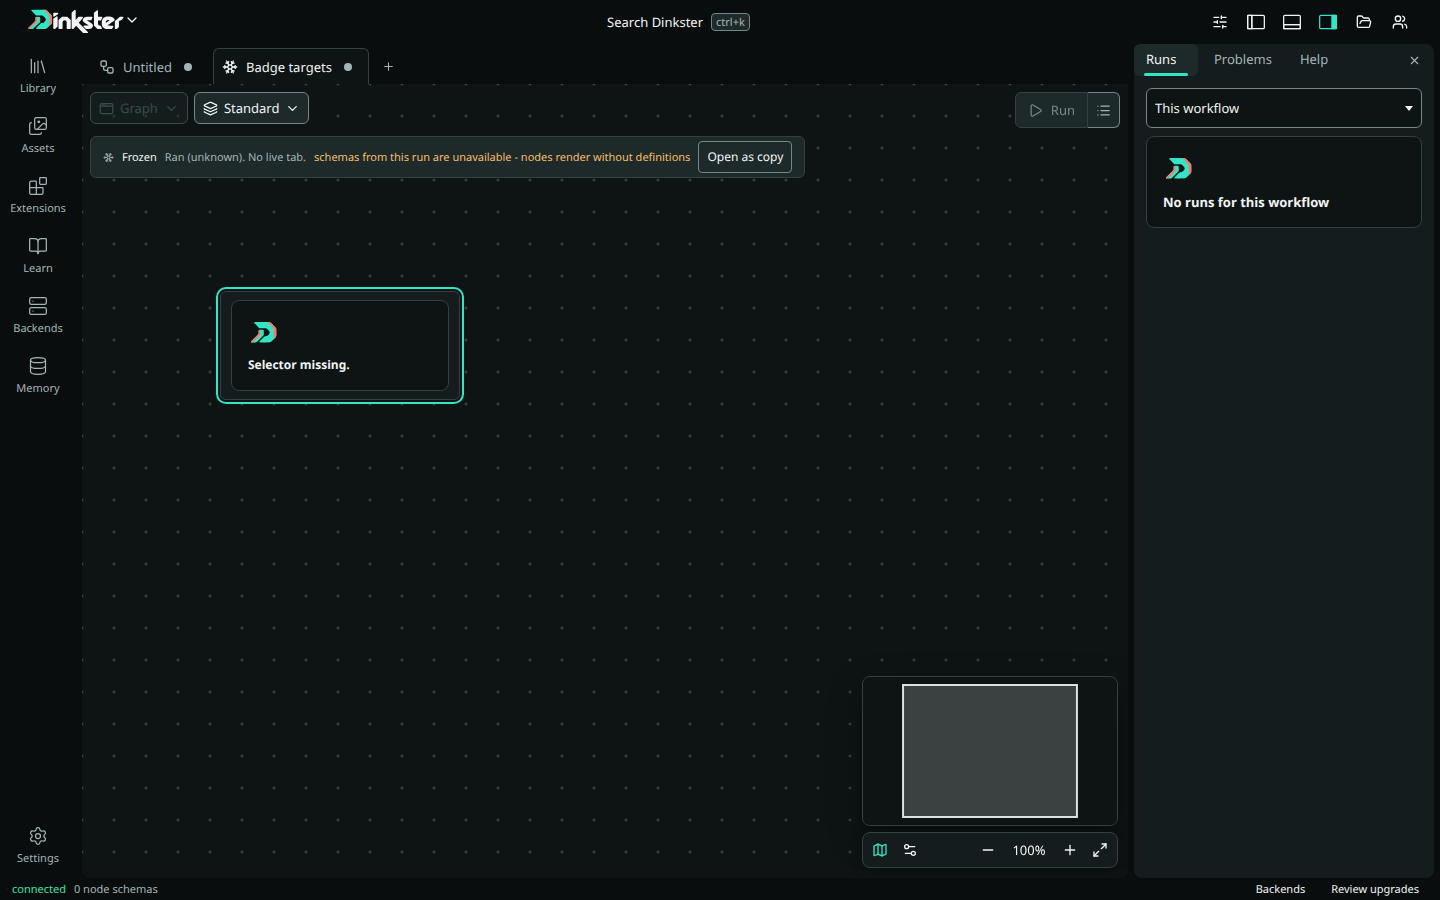 Dinkster
Search Dinkster ctrl+k
Library
Assets
Extensions
Learn
Backends
Memory
Settings
Untitled
Badge targets
Graph
Standard
Run
Frozen Ran (unknown). No live tab. schemas from this run are unavailable - nodes render without definitions Open as copy
Selector missing.
100%
Runs Problems Help
This workflow
No runs for this workflow
connected 0 node schemas
Backends Review upgrades